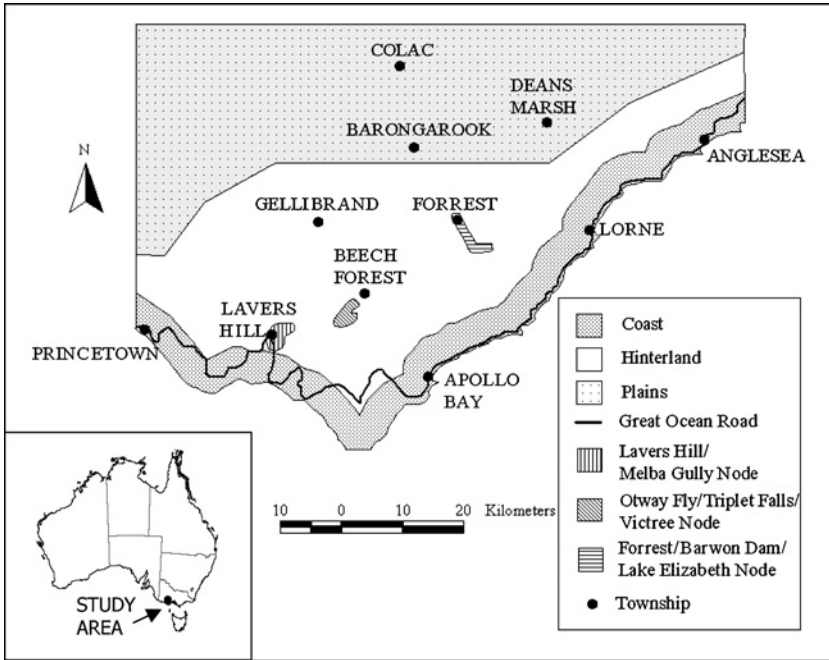 COLAC
DEANS
MARSH
BARONGAROOK
ANGLESEA
N
GELLIBRAND
FORREST
LORNE
BEECH
FOREST
LAVERS
HILL
PRINCETOWN
APOLLO
BAY
Coast
Hinterland
Plains
Great Ocean Road
Lavers Hill/
Melba Gully Node
Otway Fly/Triplet Falls/
Victree Node
Forrest/Barwon Dam/
Lake Elizabeth Node
Township
10 0 10 20 Kilometers
STUDY
AREA